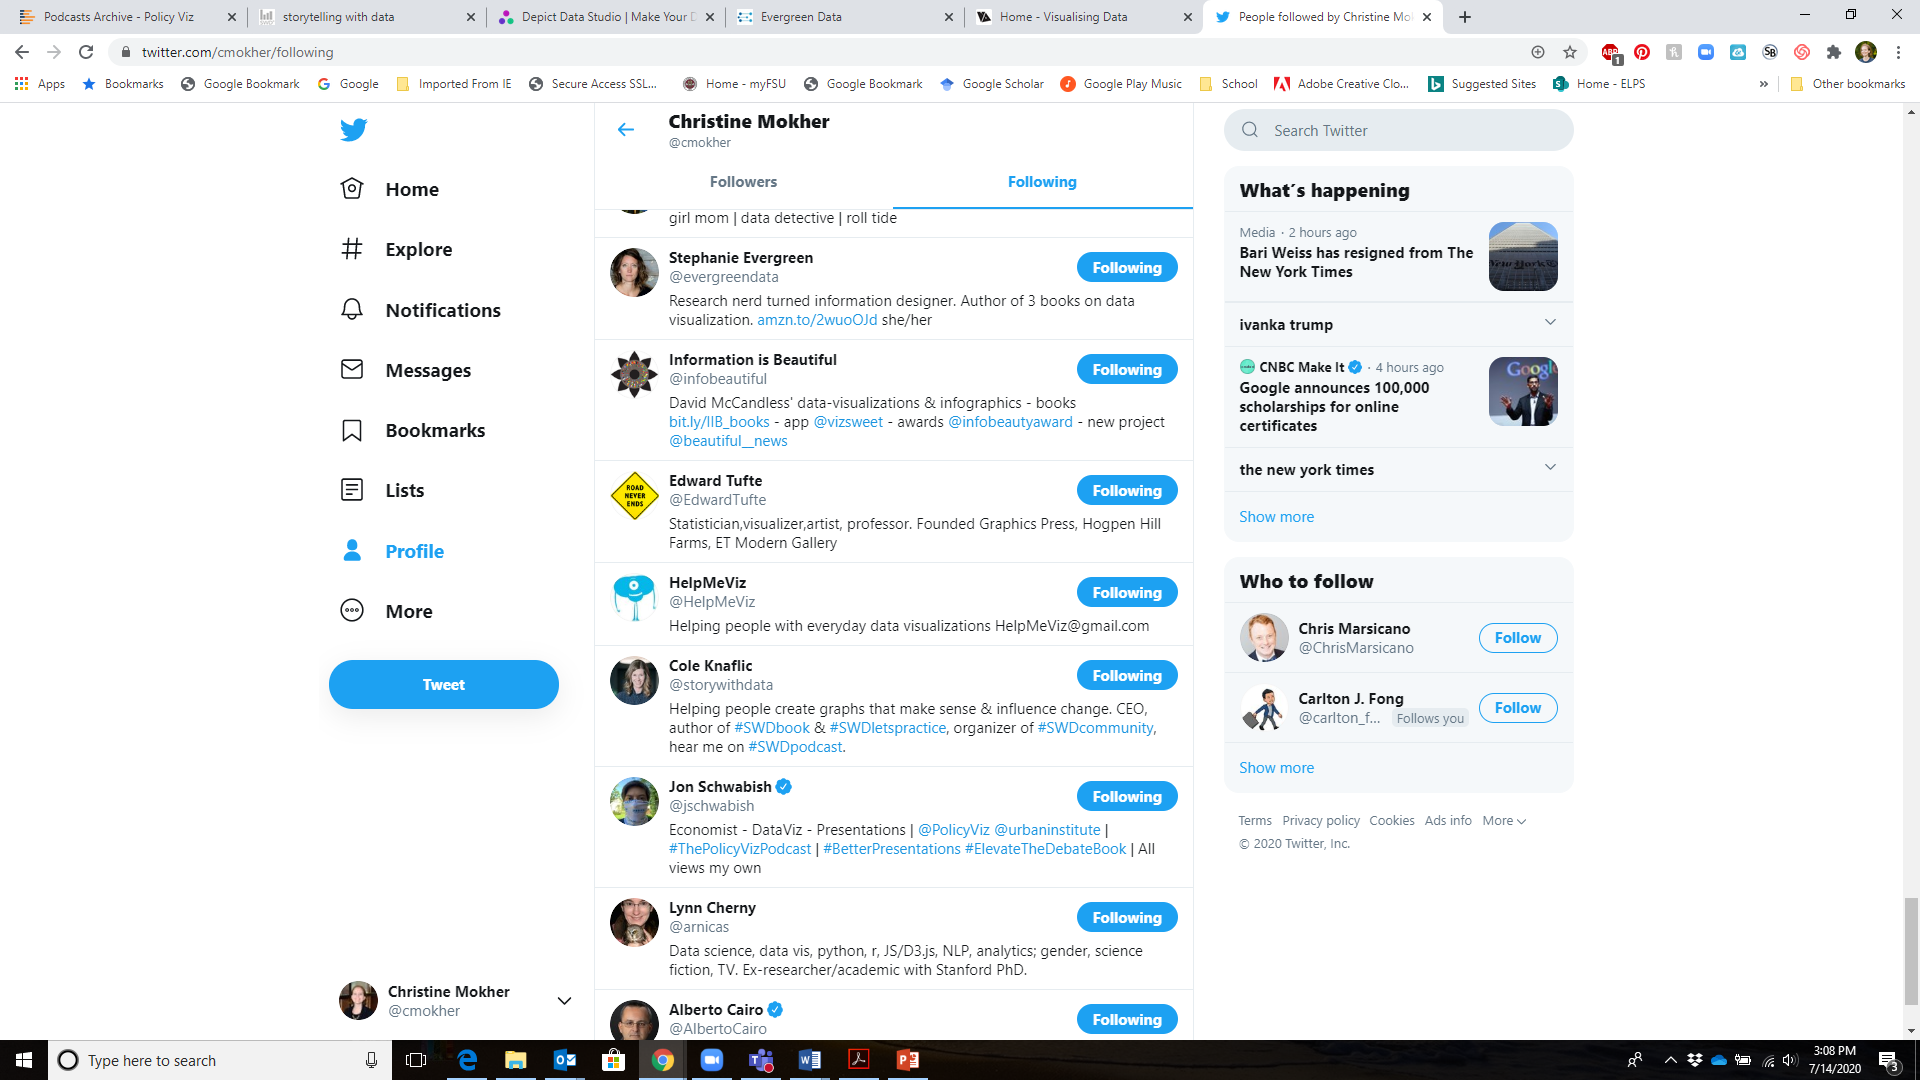 Podcasts Archive - Policy Viz
storytelling with data
Depict Data Studio | Make Your D
Evergreen Data
Home - Visualising Data
People followed by Christine Mo
twitter.com/cmokher/following
Apps
Bookmarks
Google Bookmark
Google
Imported From IE
Secure Access SSL...
Home - myFSU
Google Bookmark
Google Scholar
Google Play Music
School
Adobe Creative Clo...
Suggested Sites
Home - ELPS
»
Other bookmarks
Home
Explore
Notifications
Messages
Bookmarks
Lists
Profile
More
Tweet
Christine Mokher
@cmokher
Christine Mokher
@cmokher
Followers
Following
girl mom | data detective | roll tide
Stephanie Evergreen
@evergreendata
Following
Research nerd turned information designer. Author of 3 books on data
visualization. amzn.to/2wuoOJd she/her
Information is Beautiful
@infobeautiful
Following
David McCandless' data-visualizations & infographics - books
bit.ly/IIB_books - app @vizsweet - awards @infobeautyaward - new project
@beautiful__news
ROAD
NEVER
ENDS
Edward Tufte
@EdwardTufte
Following
Statistician,visualizer,artist, professor. Founded Graphics Press, Hogpen Hill
Farms, ET Modern Gallery
HelpMeViz
@HelpMeViz
Following
Helping people with everyday data visualizations HelpMeViz@gmail.com
Cole Knaflic
@storywithdata
Following
Helping people create graphs that make sense & influence change. CEO,
author of #SWDbook & #SWDletspractice, organizer of #SWDcommunity,
hear me on #SWDpodcast.
Jon Schwabish
@jschwabish
Following
Economist - DataViz - Presentations | @PolicyViz @urbaninstitute |
#ThePolicyVizPodcast | #BetterPresentations #ElevateTheDebateBook | All
views my own
Lynn Cherny
@arnicas
Following
Data science, data vis, python, r, JS/D3.js, NLP, analytics; gender, science
fiction, TV. Ex-researcher/academic with Stanford PhD.
Alberto Cairo
@AlbertoCairo
Following
Search Twitter
What's happening
Media · 2 hours ago
Bari Weiss has resigned from The
New York Times
ivanka trump
CNBC Make It · 4 hours ago
Google announces 100,000
scholarships for online
certificates
Google
the new york times
Show more
Who to follow
Chris Marsicano
@ChrisMarsicano
Follow
Carlton J. Fong
@carlton_f... Follows you
Follow
Show more
Terms Privacy policy Cookies Ads info More
© 2020 Twitter, Inc.
Type here to search
3:08 PM
7/14/2020
3